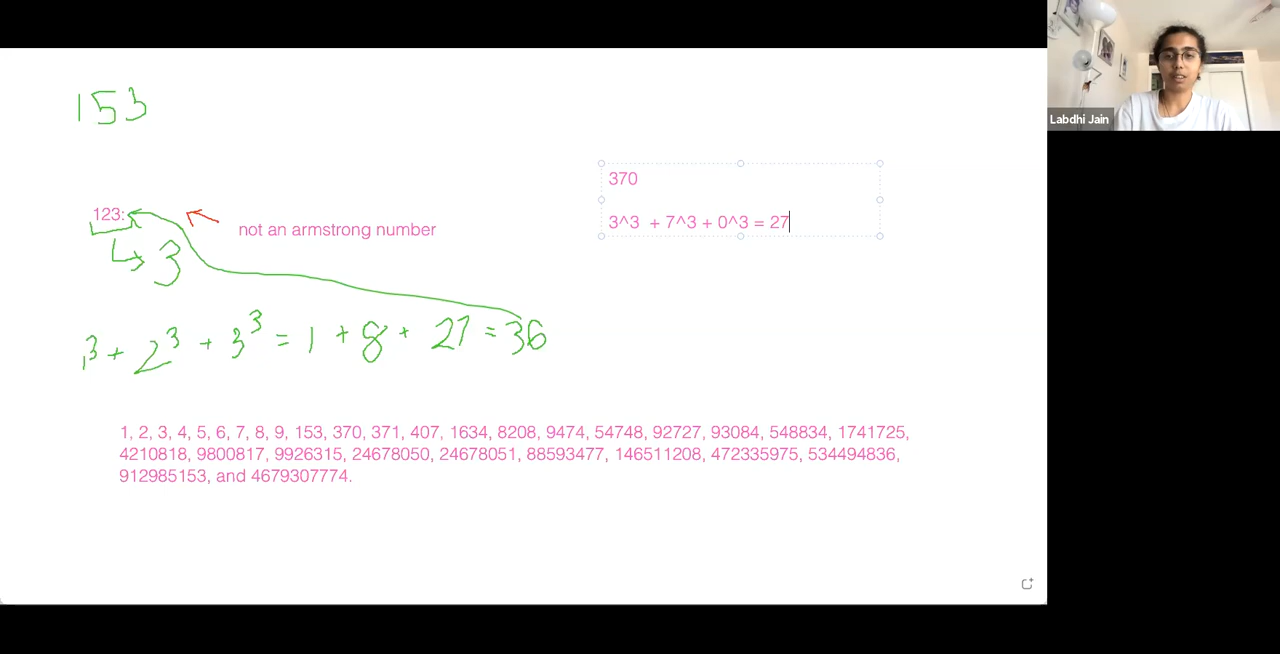 153
123:
not an armstrong number
3
1^3 + 2^3 + 3^3 = 1 + 8 + 27 = 36
370
3^3 + 7^3 + 0^3 = 27
1, 2, 3, 4, 5, 6, 7, 8, 9, 153, 370, 371, 407, 1634, 8208, 9474, 54748, 92727, 93084, 548834, 1741725,
4210818, 9800817, 9926315, 24678050, 24678051, 88593477, 146511208, 472335975, 534494836,
912985153, and 4679307774.
Labdhi Jain